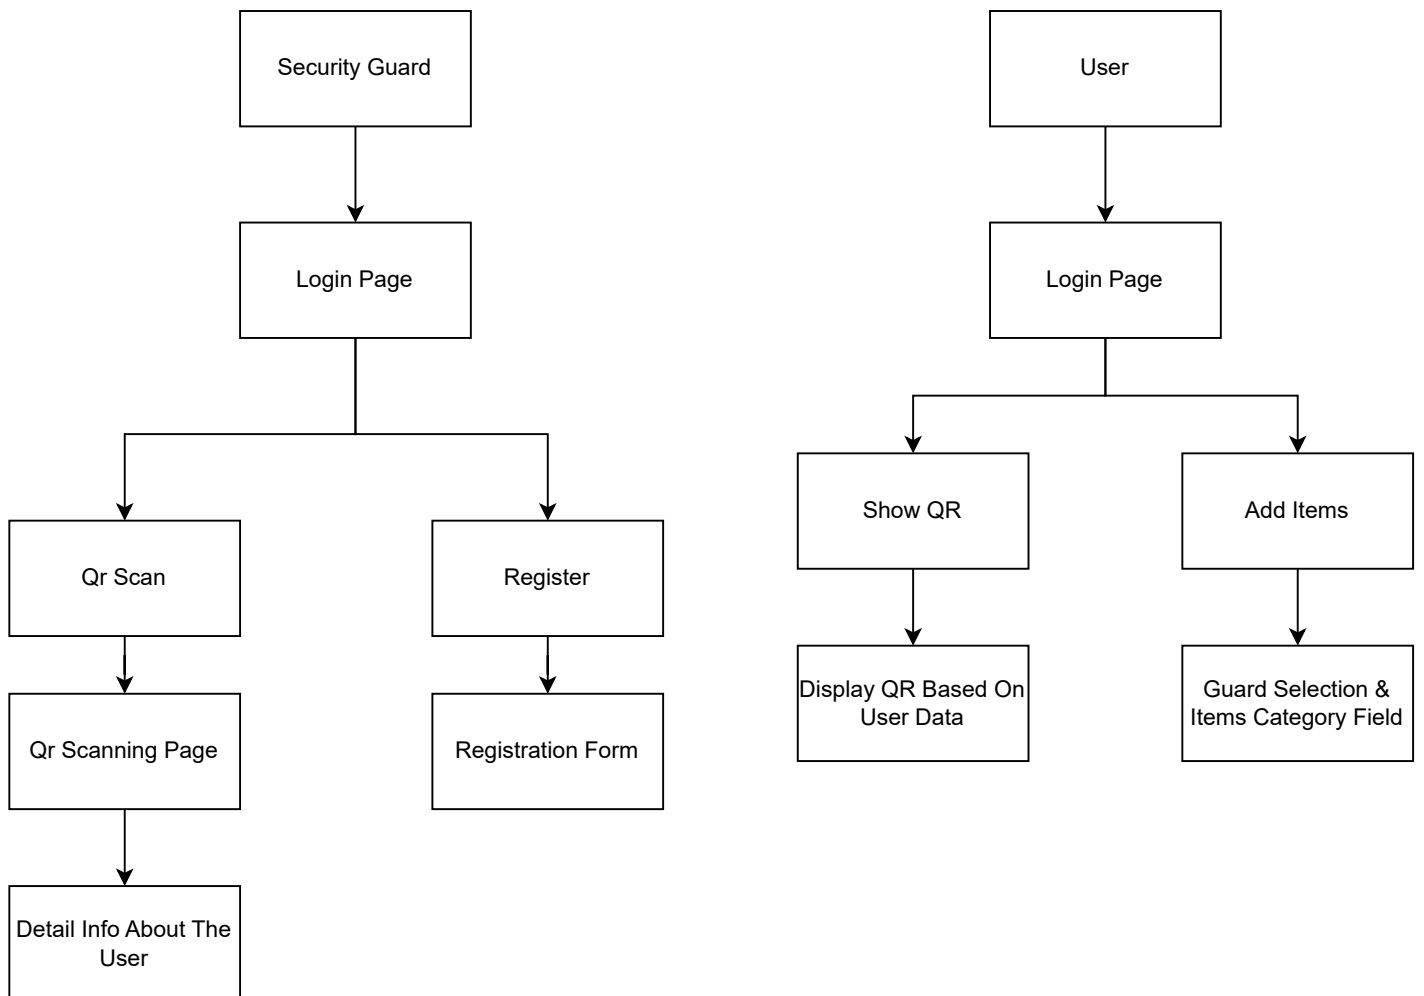 Security Guard
User
Login Page
Login Page
Show QR
Add Items
Qr Scan
Register
Display QR Based On
User Data
Guard Selection &
Items Category Field
Qr Scanning Page
Registration Form
Detail Info About The
User